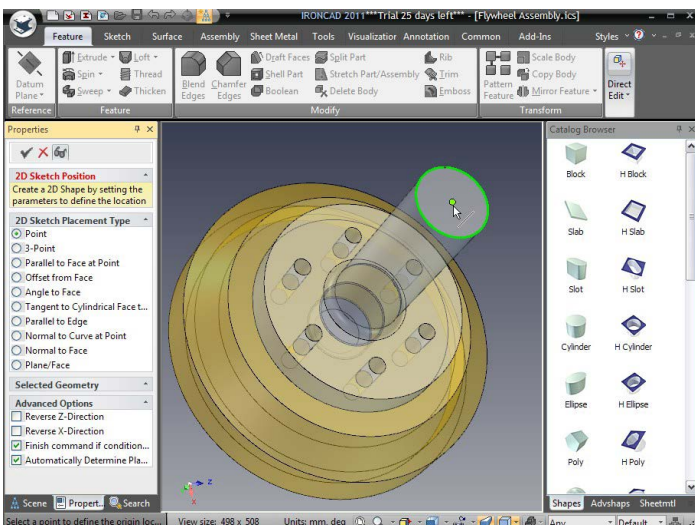 IRONCAD 2011***Trial 25 days left*** - [Flywheel Assembly.ics]
Feature Sketch Surface Assembly Sheet Metal Tools Visualization Annotation Common Add-Ins Styles
Datum Plane
Extrude Loft
Spin Thread
Sweep Thicken
Blend Edges
Chamfer Edges
Draft Faces Split Part Rib
Shell Part Stretch Part/Assembly Trim
Boolean Delete Body Emboss
Pattern Feature
Scale Body
Copy Body
Mirror Feature
Direct Edit
Reference Feature Modify Transform
Properties
2D Sketch Position
Create a 2D Shape by setting the
parameters to define the location
2D Sketch Placement Type
Point
3-Point
Parallel to Face at Point
Offset from Face
Angle to Face
Tangent to Cylindrical Face t...
Parallel to Edge
Normal to Curve at Point
Normal to Face
Plane/Face
Selected Geometry
Advanced Options
Reverse Z-Direction
Reverse X-Direction
Finish command if condition...
Automatically Determine Pla...
Scene Propert... Search
Z
X
Catalog Browser
Block H Block
Slab H Slab
Slot H Slot
Cylinder H Cylinder
Ellipse H Ellipse
Poly H Poly
Shapes Advshaps Sheetmtl
Select a point to define the origin loc... View size: 498 x 508 Units: mm, deg Any Default